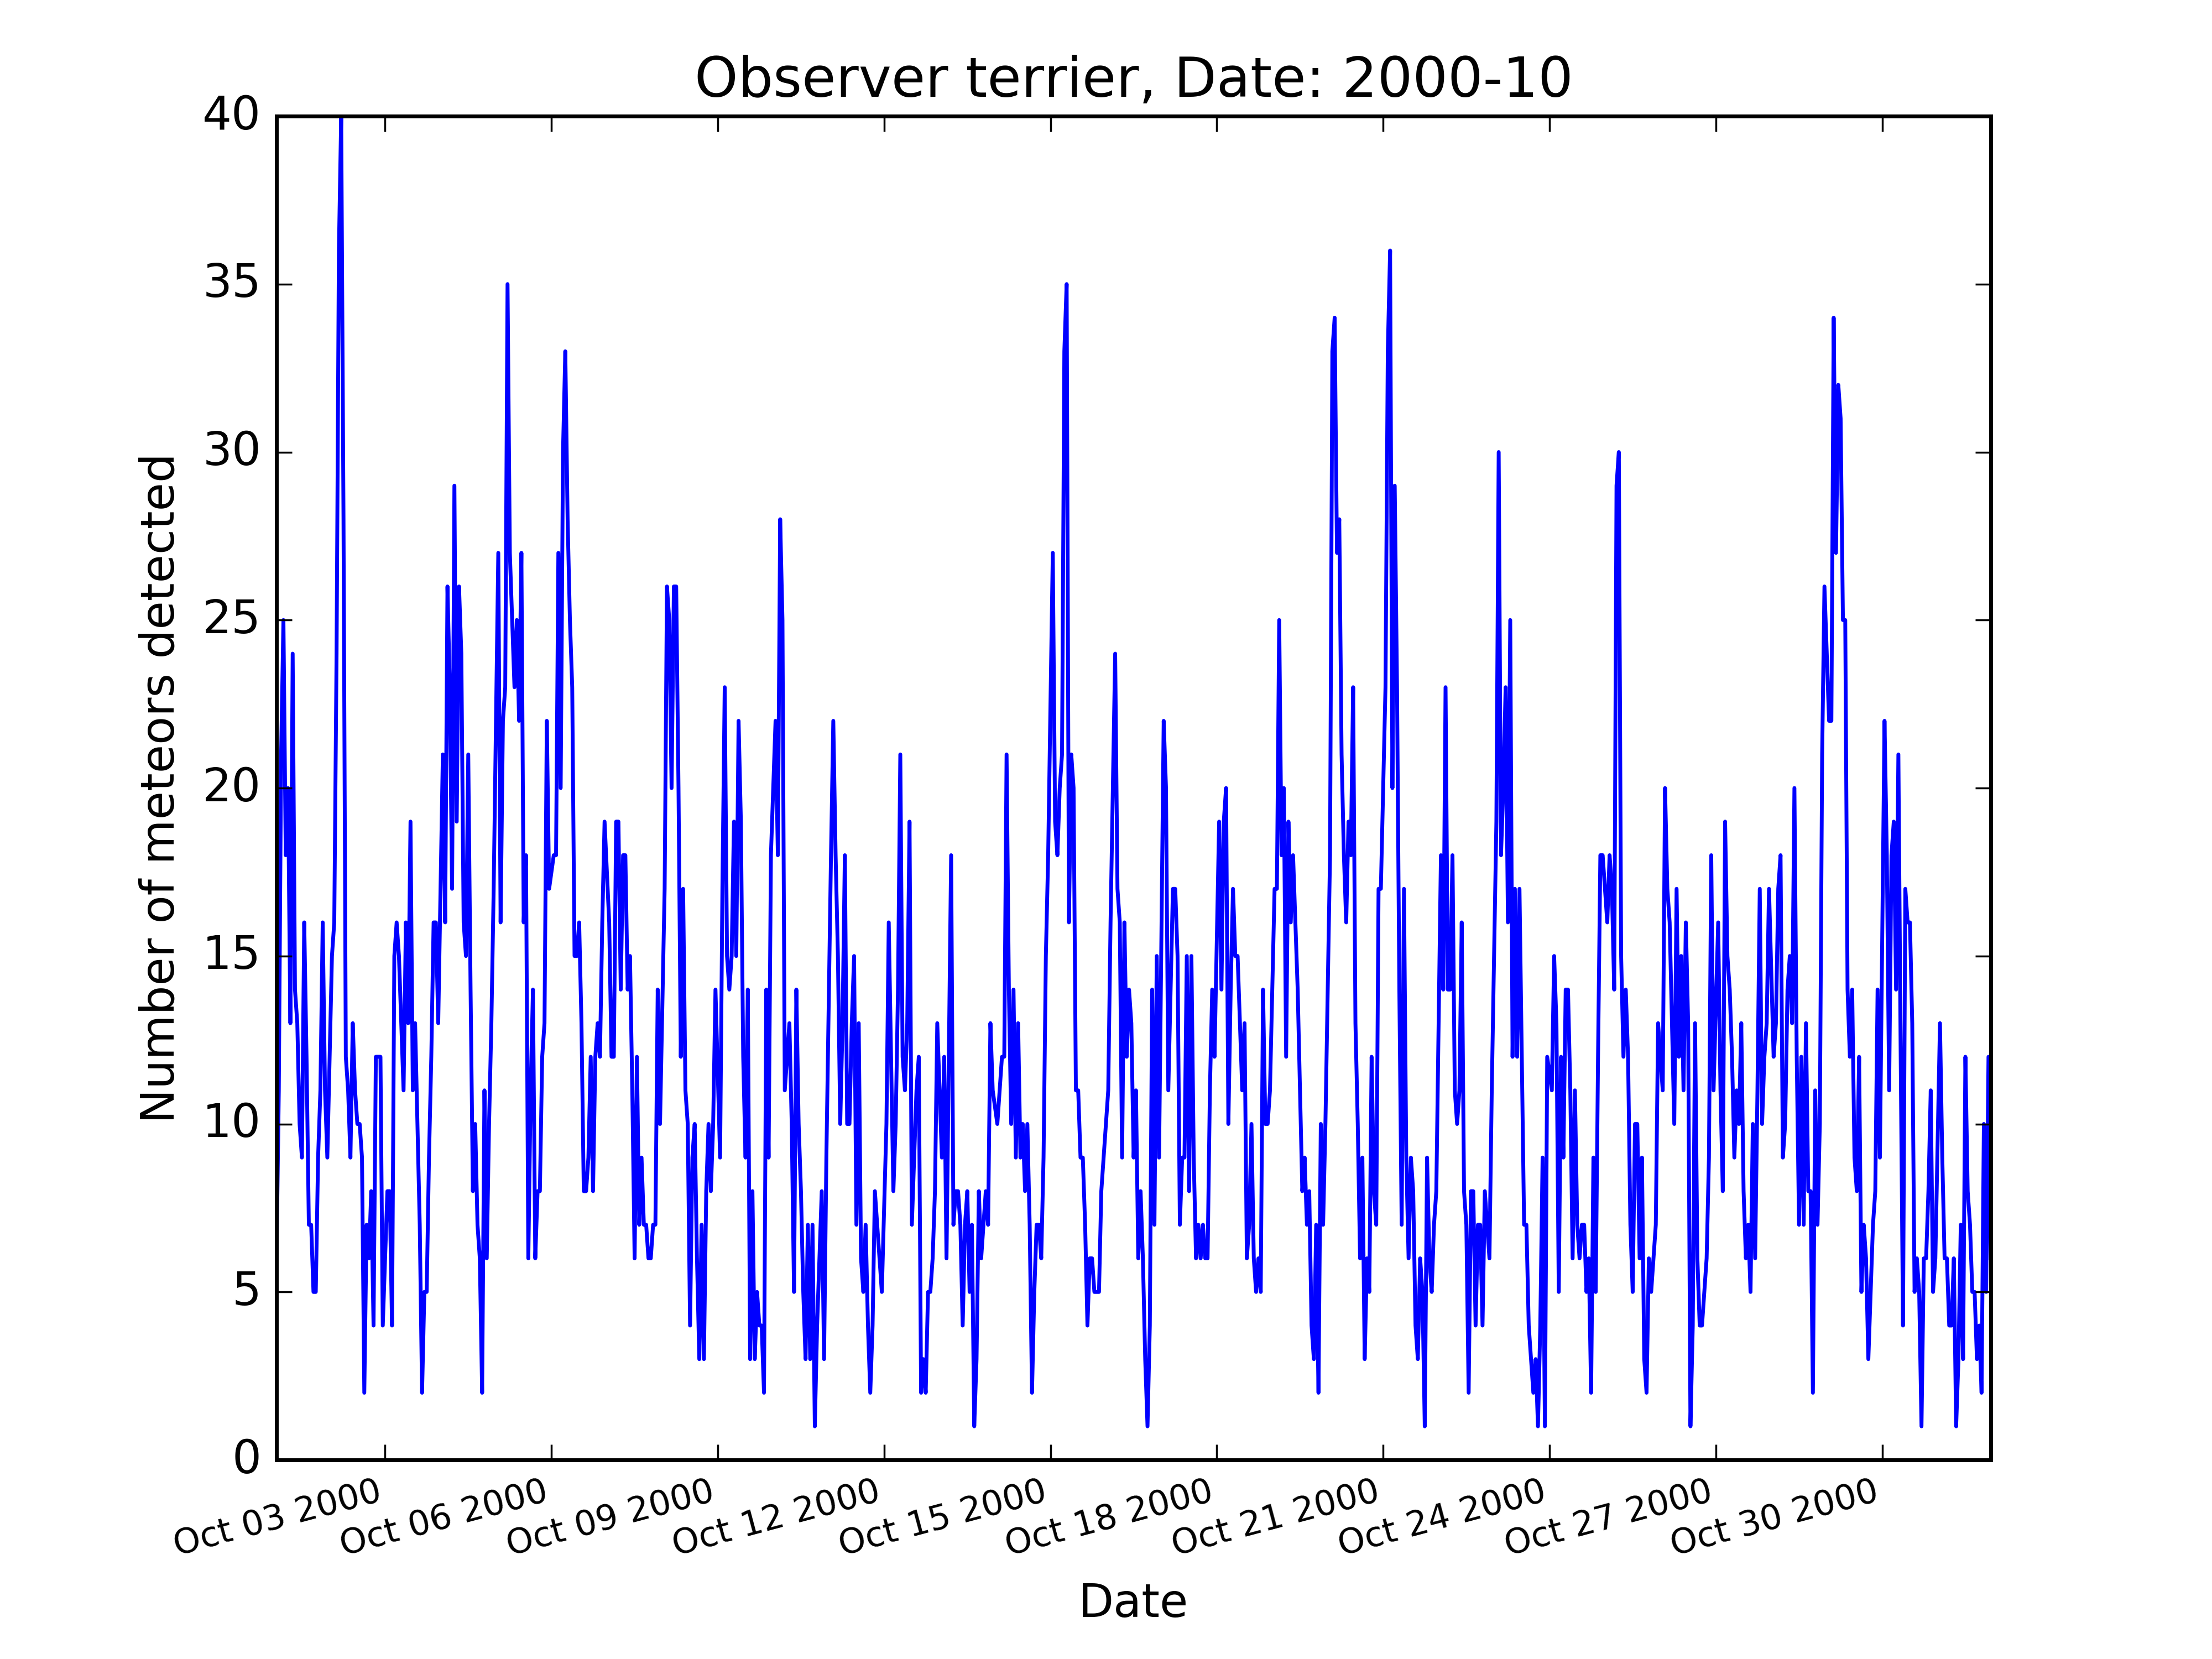 Observer terrier, Date: 2000-10
40
35
30
25
20
15
10
5
0
Number of meteors detected
Oct 03 2000
Oct 06 2000
Oct 09 2000
Oct 12 2000
Oct 15 2000
Oct 18 2000
Oct 21 2000
Oct 24 2000
Oct 27 2000
Oct 30 2000
Date